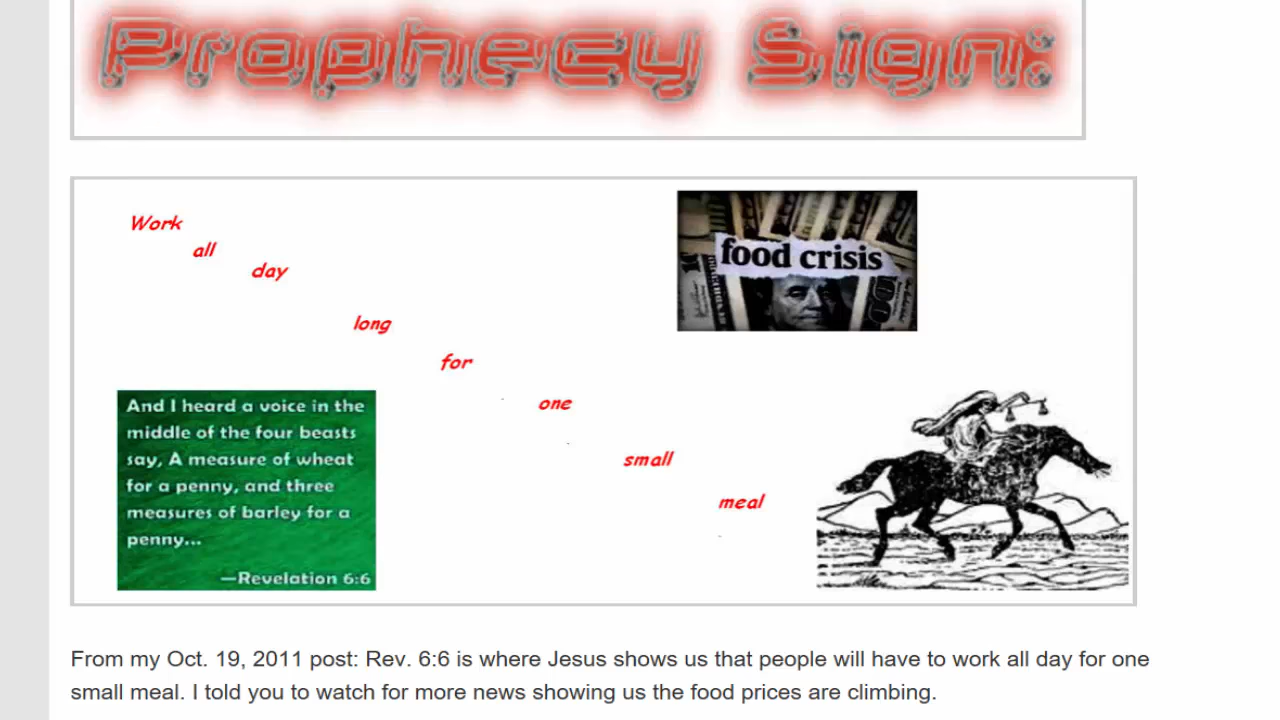 Prophecy Sign:
Work
all
day
long
for
one
small
meal
food crisis
And I heard a voice in the
middle of the four beasts
say, A measure of wheat
for a penny, and three
measures of barley for a
penny...
—Revelation 6:6
From my Oct. 19, 2011 post: Rev. 6:6 is where Jesus shows us that people will have to work all day for one
small meal. I told you to watch for more news showing us the food prices are climbing.